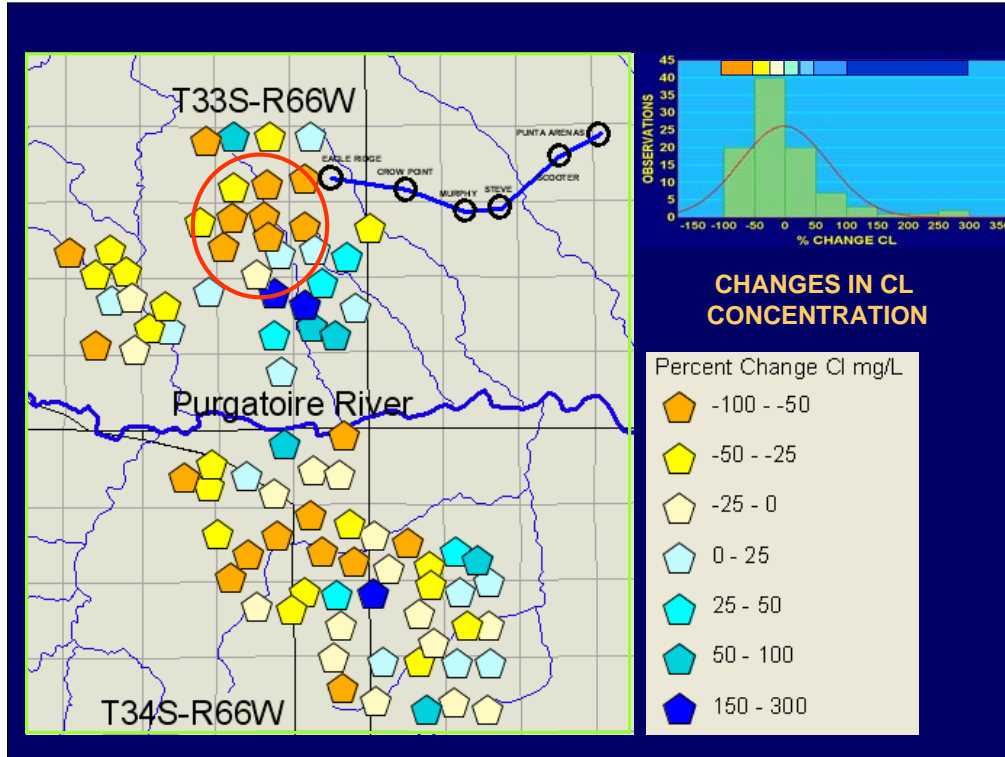 T33S-R66W
PUNTA ARENAS
EAGLE RIDGE
CROW POINT
SCOOTER
STEVE
MURPHY
Purgatoire River
T34S-R66W
45
40
35
30
25
20
15
10
5
0
OBSERVATIONS
-150 -100 -50 0 50 100 150 200 250 300 350
% CHANGE CL
CHANGES IN CL
CONCENTRATION
Percent Change Cl mg/L
-100 - -50
-50 - -25
-25 - 0
0 - 25
25 - 50
50 - 100
150 - 300